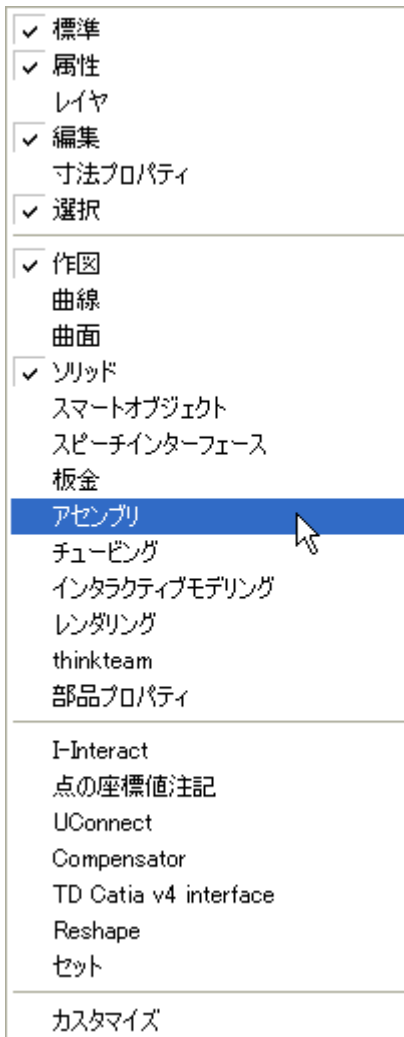 標準
属性
レイヤ
編集
寸法プロパティ
選択
作図
曲線
曲面
ソリッド
スマートオブジェクト
スピーチインターフェース
板金
アセンブリ
チュービング
インタラクティブモデリング
レンダリング
thinkteam
部品プロパティ
I-Interact
点の座標値注記
UConnect
Compensator
TD Catia v4 interface
Reshape
セット
カスタマイズ